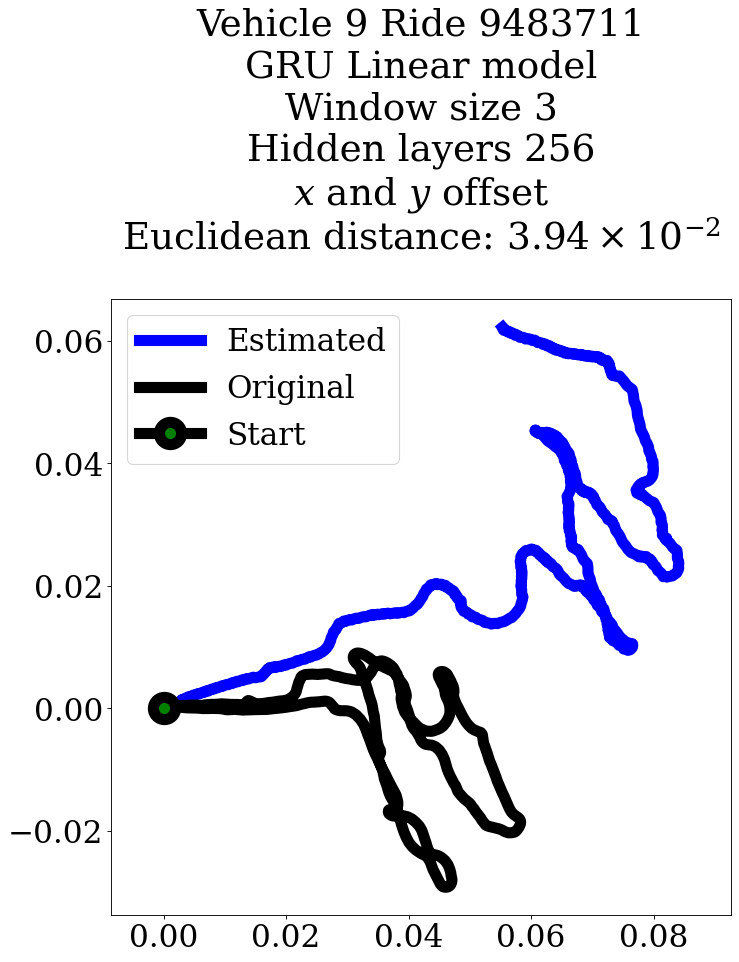 Vehicle 9 Ride 9483711
GRU Linear model
Window size 3
Hidden layers 256
x and y offset
Euclidean distance: 3.94 × 10⁻²
Estimated
Original
Start
0.06
0.04
0.02
0.00
−0.02
0.00 0.02 0.04 0.06 0.08